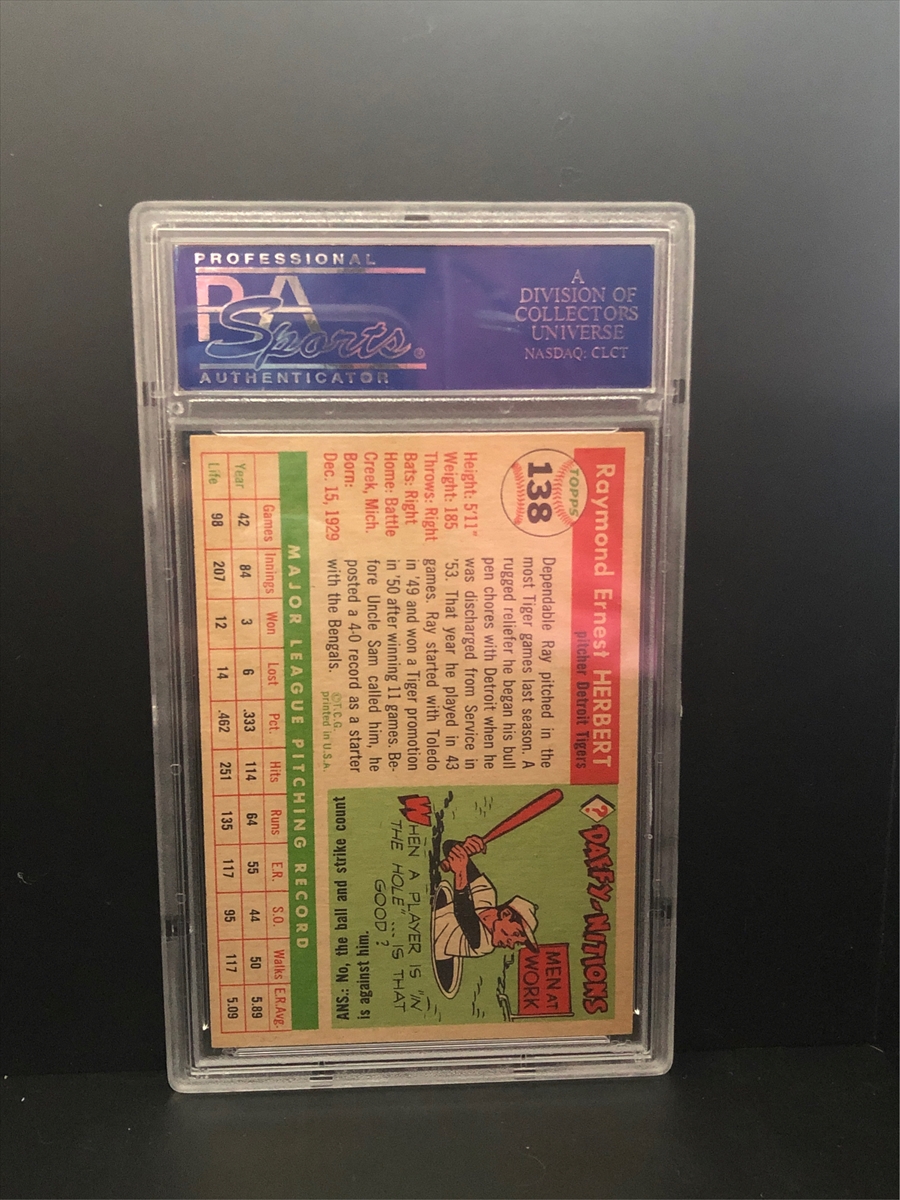 PROFESSIONAL
PSA
Sports®
AUTHENTICATOR
A
DIVISION OF
COLLECTORS
UNIVERSE
NASDAQ: CLCT
TOPPS
138
Raymond Ernest HERBERT
pitcher Detroit Tigers
Height: 5'11"
Weight: 185
Throws: Right
Bats: Right
Home: Battle
Creek, Mich.
Born:
Dec. 15, 1929
Dependable Ray pitched in the
most Tiger games last season. A
rugged reliefer he began his bull
pen chores with Detroit when he
was discharged from Service in
'53. That year he played in 43
games. Ray started with Toledo
in '49 and won a Tiger promotion
in '50 after winning 11 games. Be-
fore Uncle Sam called him, he
posted a 4-0 record as a starter
with the Bengals.
©T.C.G.
printed in U.S.A.
? DAFFY-NITIONS
MEN AT
WORK
WHEN A PLAYER IS "IN
THE HOLE"... IS THAT
GOOD?
ANS.: No, the ball and strike count
is against him.
MAJOR LEAGUE PITCHING RECORD
Games Innings Won Lost Pct. Hits Runs E.R. S.O. Walks E.R.Avg.
Year 42 84 3 6 .333 114 64 55 44 50 5.89
Life 98 207 12 14 .462 251 135 117 95 117 5.09